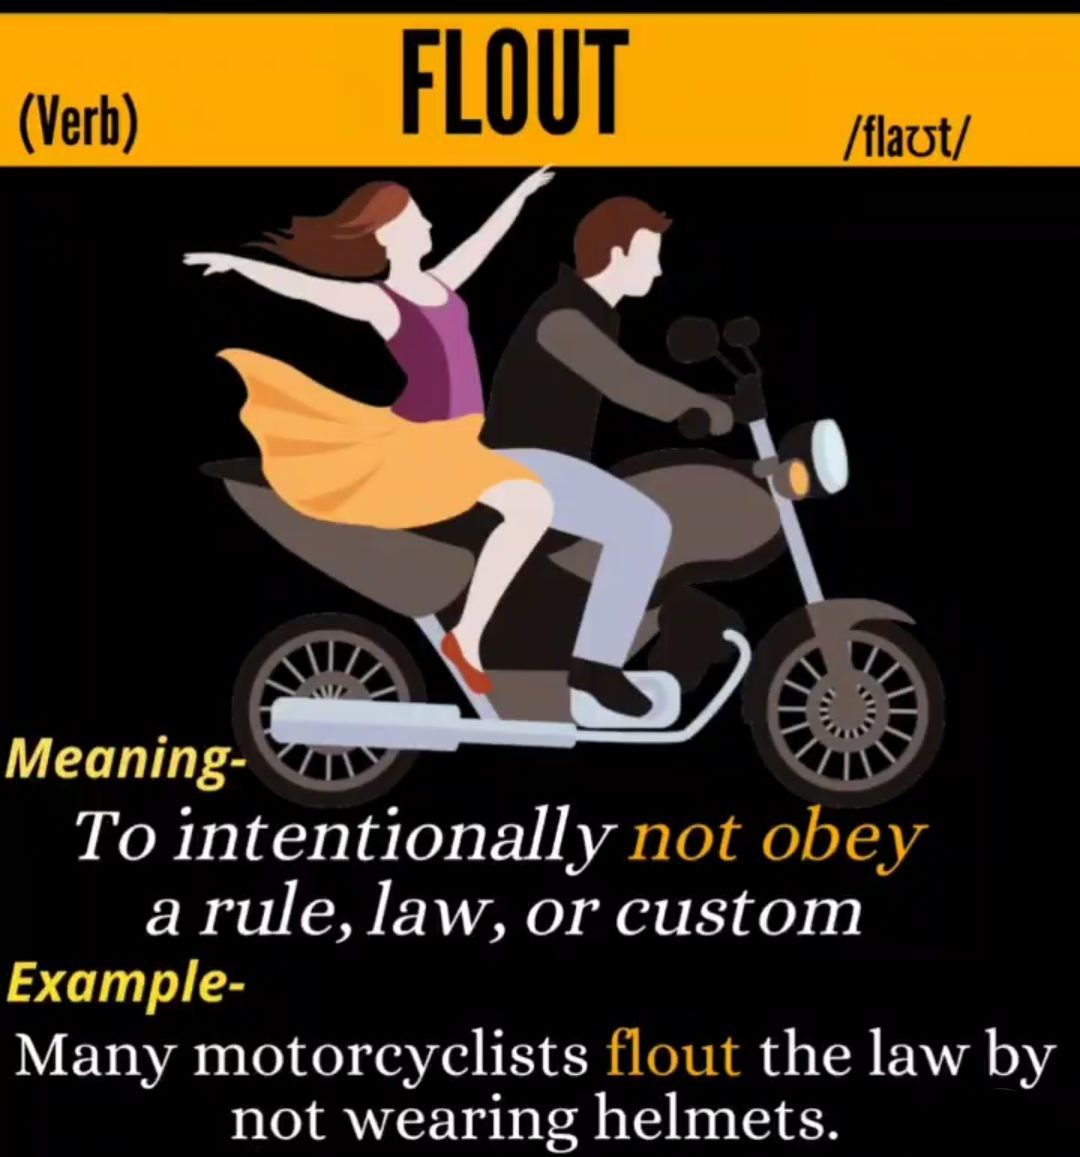 FLOUT
(Verb)
/flaʊt/
Meaning-
To intentionally not obey
a rule, law, or custom
Example-
Many motorcyclists flout the law by
not wearing helmets.